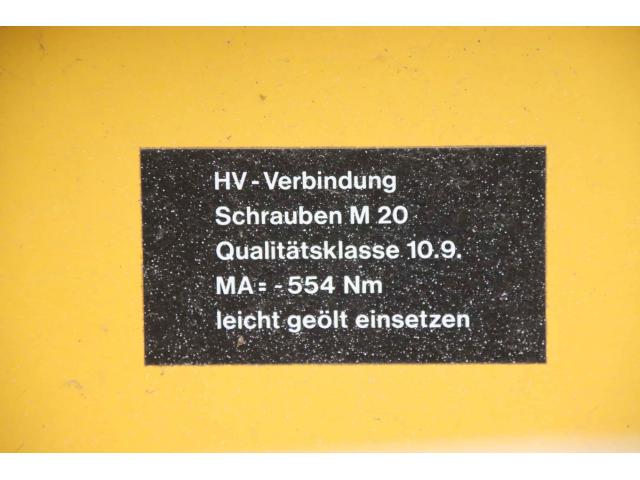 HV - Verbindung
Schrauben M 20
Qualitätsklasse 10.9.
MA = - 554 Nm
leicht geölt einsetzen